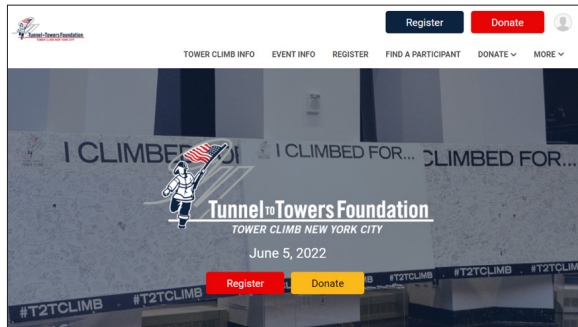 Register Donate
Tunnel to Towers Foundation
TOWER CLIMB NEW YORK CITY
TOWER CLIMB INFO EVENT INFO REGISTER FIND A PARTICIPANT DONATE MORE
I CLIMBED FOR... I CLIMBED FOR... CLIMBED FOR...
Tunnel TO Towers Foundation
TOWER CLIMB NEW YORK CITY
June 5, 2022
Register Donate
#T2TCLIMB #T2TCLIMB #T2TCLIMB #T2TCLIMB #T2TCLIM